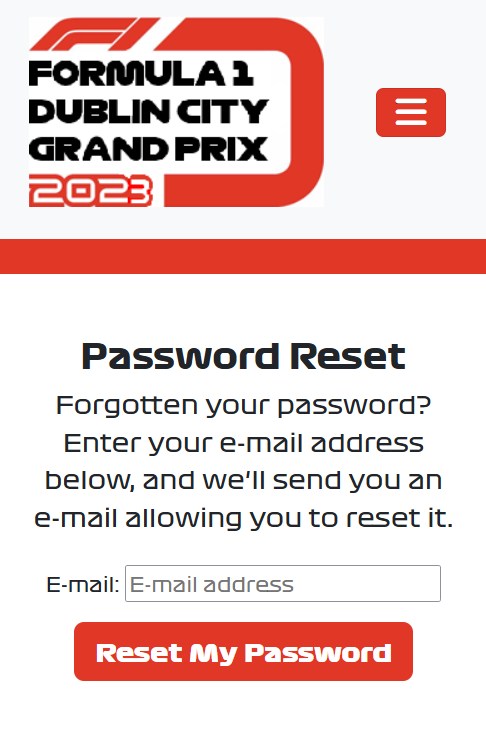 FORMULA 1
DUBLIN CITY
GRAND PRIX
2023
Password Reset
Forgotten your password?
Enter your e-mail address
below, and we'll send you an
e-mail allowing you to reset it.
E-mail: E-mail address
Reset My Password